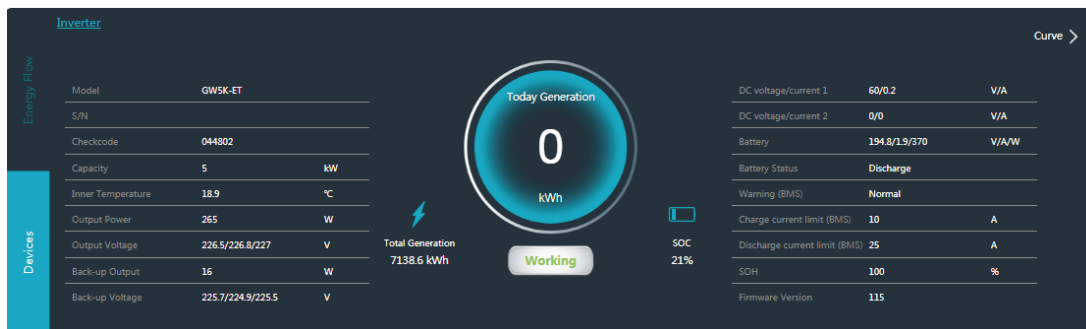 Inverter
Curve
Energy Flow
Devices
Model GW5K-ET
S/N
Checkcode 044802
Capacity 5 kW
Inner Temperature 18.9 ℃
Output Power 265 W
Output Voltage 226.5/226.8/227 V
Back-up Output 16 W
Back-up Voltage 225.7/224.9/225.5 V
Total Generation
7138.6 kWh
Today Generation
0
kWh
Working
SOC
21%
DC voltage/current 1 60/0.2 V/A
DC voltage/current 2 0/0 V/A
Battery 194.8/1.9/370 V/A/W
Battery Status Discharge
Warning (BMS) Normal
Charge current limit (BMS) 10 A
Discharge current limit (BMS) 25 A
SOH 100 %
Firmware Version 115